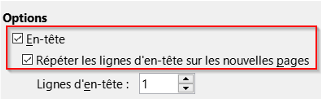 Options
En-tête
Répéter les lignes d'en-tête sur les nouvelles pages
Lignes d'en-tête :
1